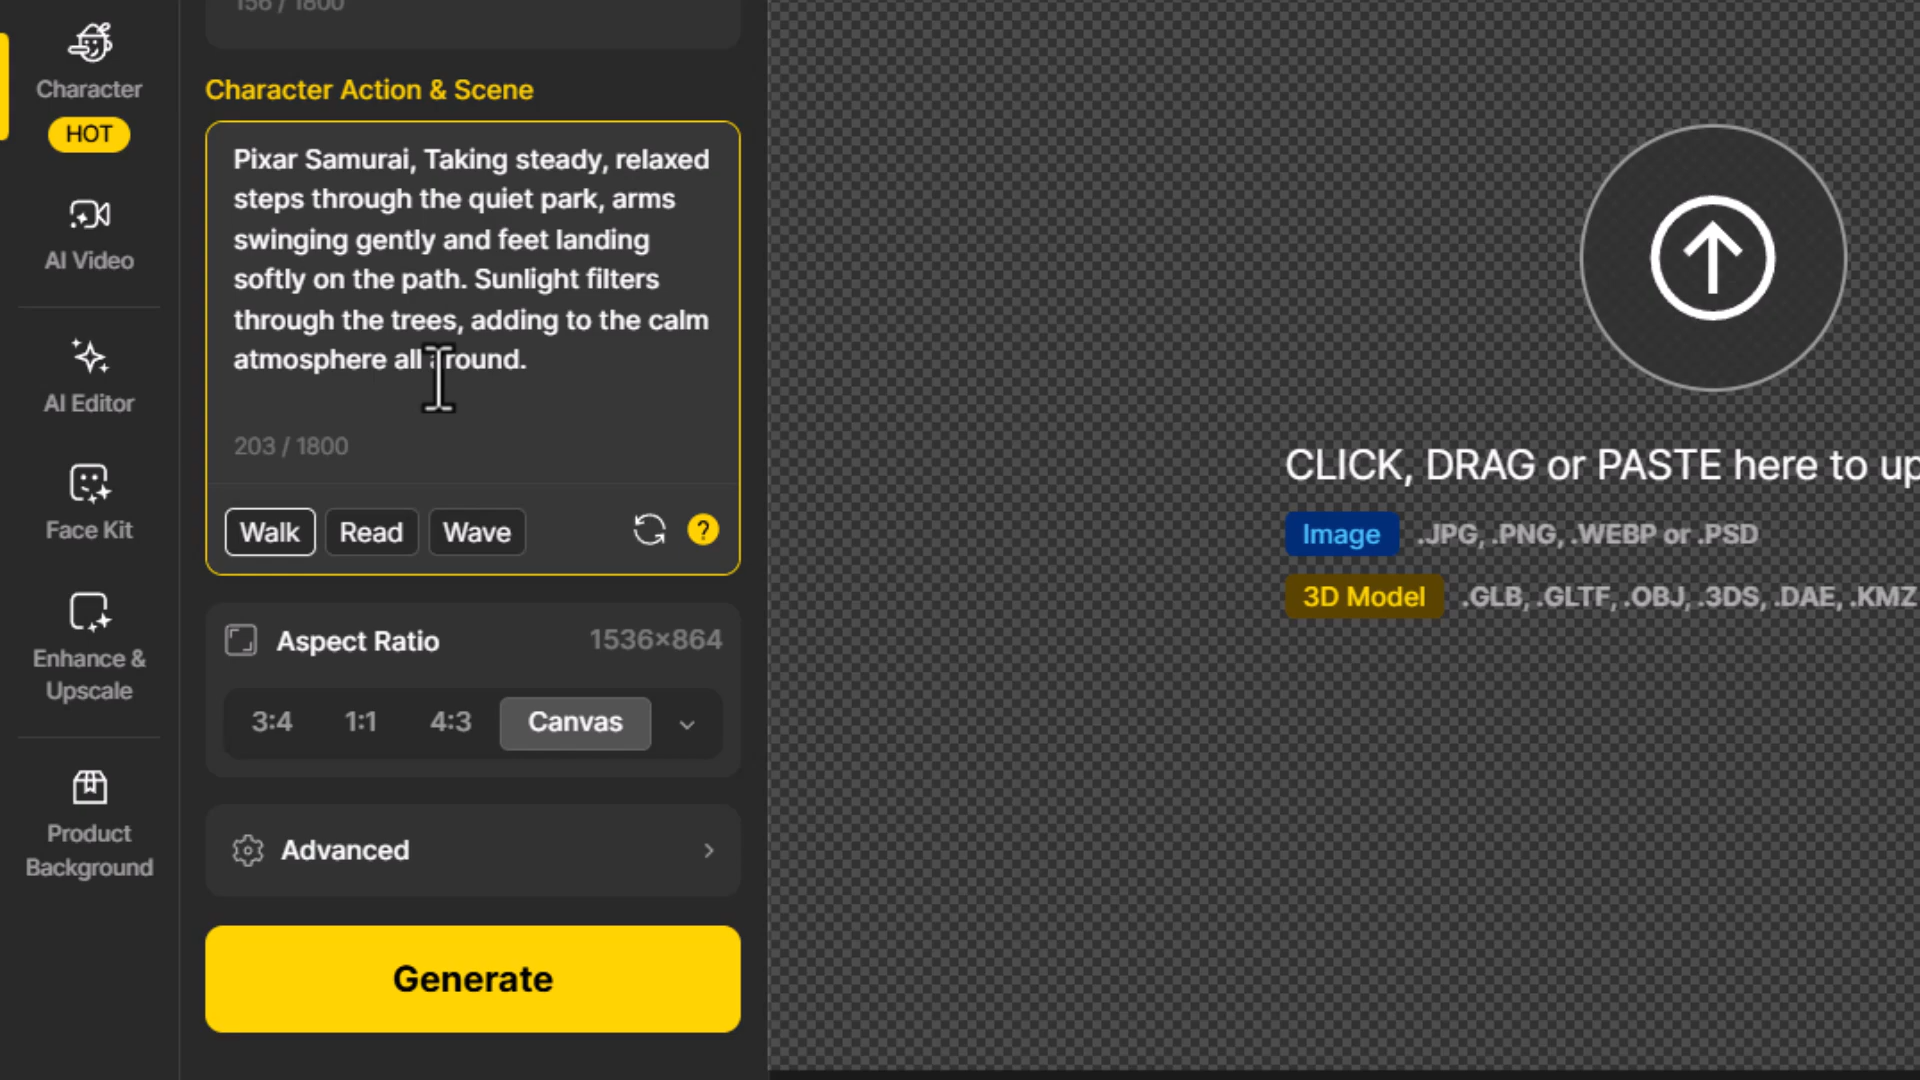 Character
HOT
AI Video
AI Editor
Face Kit
Enhance &
Upscale
Product
Background
156 / 1800
Character Action & Scene
Pixar Samurai, Taking steady, relaxed
steps through the quiet park, arms
swinging gently and feet landing
softly on the path. Sunlight filters
through the trees, adding to the calm
atmosphere all around.
203 / 1800
Walk Read Wave ?
Aspect Ratio 1536×864
3:4 1:1 4:3 Canvas
Advanced
Generate
CLICK, DRAG or PASTE here to up
Image .JPG, .PNG, .WEBP or .PSD
3D Model .GLB, .GLTF, .OBJ, .3DS, .DAE, .KMZ